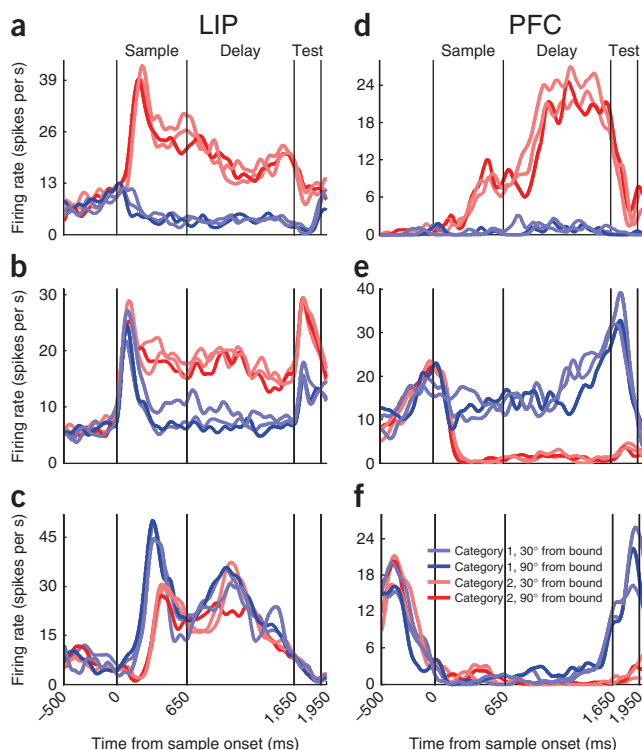 LIP
PFC
a
Sample
Delay
Test
Firing rate (spikes per s)
39
26
13
0
d
Sample
Delay
Test
24
18
12
6
0
b
Firing rate (spikes per s)
30
20
10
0
e
40
30
20
10
0
c
Firing rate (spikes per s)
45
30
15
0
–500
0
650
1,650
1,950
Time from sample onset (ms)
f
24
18
12
6
0
Category 1, 30° from bound
Category 1, 90° from bound
Category 2, 30° from bound
Category 2, 90° from bound
–500
0
650
1,650
1,950
Time from sample onset (ms)